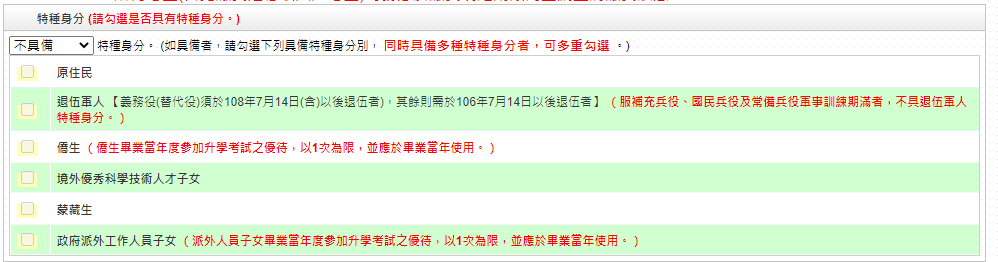 特種身分 (請勾選是否具有特種身分。)
不具備 特種身分。 (如具備者，請勾選下列具備特種身分別， 同時具備多種特種身分者，可多重勾選 。)
原住民
退伍軍人 【義務役(替代役)須於108年7月14日(含)以後退伍者)，其餘則需於106年7月14日以後退伍者】 （ 服補充兵役、國民兵役及常備兵役軍事訓練期滿者，不具退伍軍人
特種身分。）
僑生 （ 僑生畢業當年度參加升學考試之優待，以1次為限，並應於畢業當年使用。）
境外優秀科學技術人才子女
蒙藏生
政府派外工作人員子女 （ 派外人員子女畢業當年度參加升學考試之優待，以1次為限，並應於畢業當年使用。）